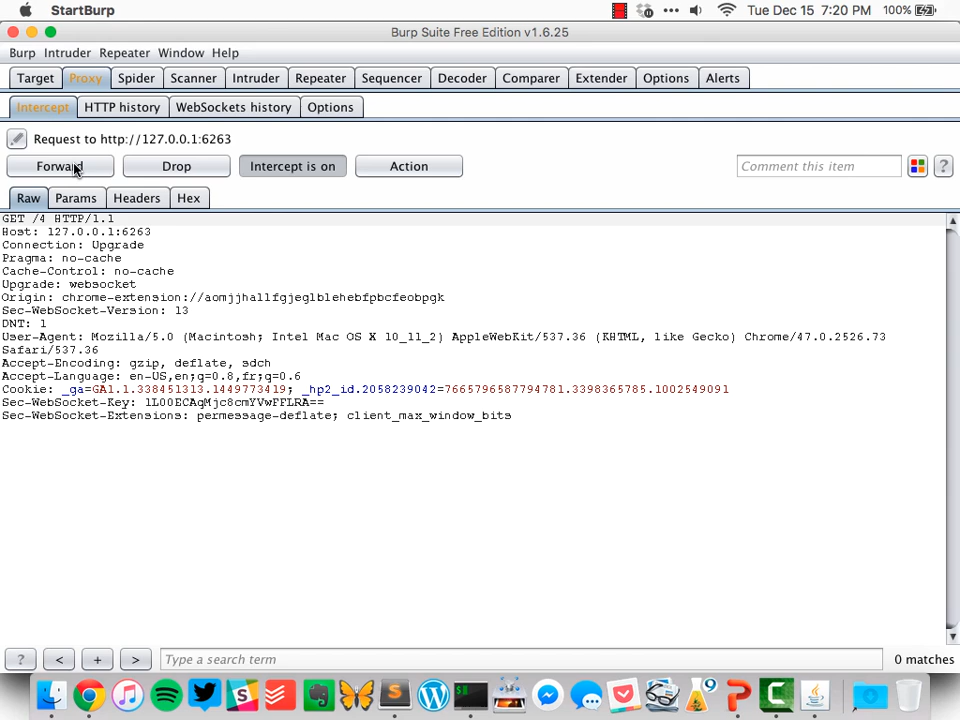 StartBurp
Tue Dec 15 7:20 PM 100%
Burp Suite Free Edition v1.6.25
Burp Intruder Repeater Window Help
Target Proxy Spider Scanner Intruder Repeater Sequencer Decoder Comparer Extender Options Alerts
Intercept HTTP history WebSockets history Options
Request to http://127.0.0.1:6263
Forward Drop Intercept is on Action Comment this item ?
Raw Params Headers Hex
GET /4 HTTP/1.1
Host: 127.0.0.1:6263
Connection: Upgrade
Pragma: no-cache
Cache-Control: no-cache
Upgrade: websocket
Origin: chrome-extension://aomjjhallfgjeglblehebfpbcfeobpgk
Sec-WebSocket-Version: 13
DNT: 1
User-Agent: Mozilla/5.0 (Macintosh; Intel Mac OS X 10_11_2) AppleWebKit/537.36 (KHTML, like Gecko) Chrome/47.0.2526.73
Safari/537.36
Accept-Encoding: gzip, deflate, sdch
Accept-Language: en-US,en;q=0.8,fr;q=0.6
Cookie: _ga=GA1.1.338451313.1449773419; _hp2_id.2058239042=7665796587794781.3398365785.1002549091
Sec-WebSocket-Key: 1L00ECAqMjc8cmYVwFFLRA==
Sec-WebSocket-Extensions: permessage-deflate; client_max_window_bits
? < + > Type a search term 0 matches